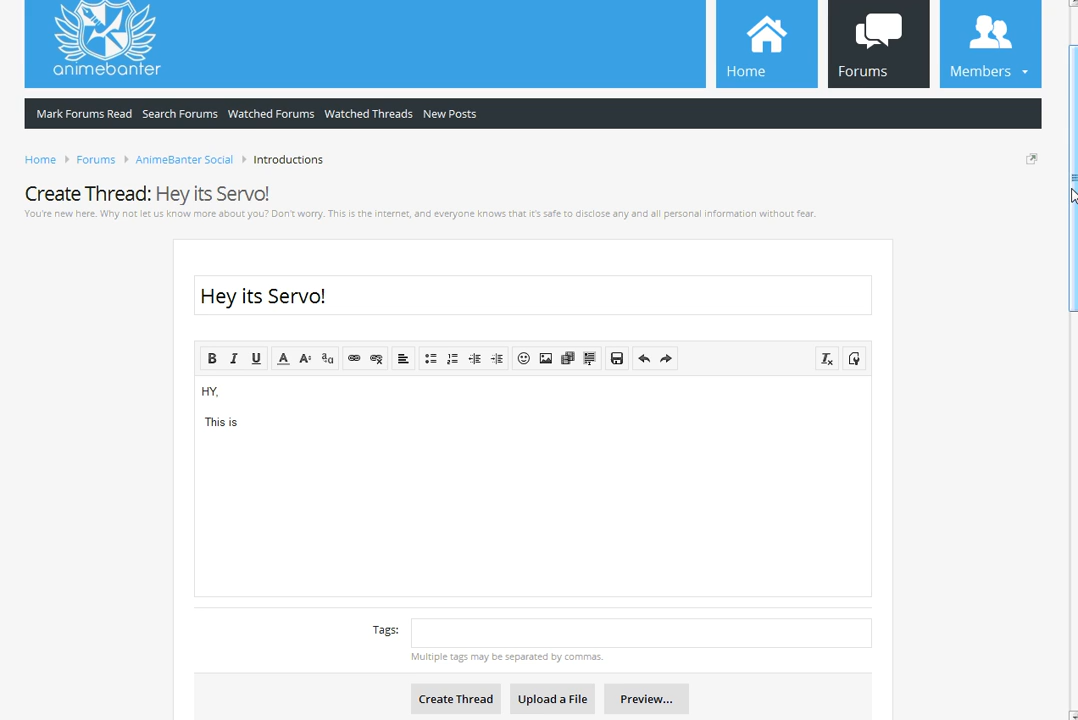 animebanter
Home
Forums
Members
Mark Forums Read Search Forums Watched Forums Watched Threads New Posts
Home Forums AnimeBanter Social Introductions
Create Thread: Hey its Servo!
You're new here. Why not let us know more about you? Don't worry. This is the internet, and everyone knows that it's safe to disclose any and all personal information without fear.
Hey its Servo!
HY,
This is
Tags:
Multiple tags may be separated by commas.
Create Thread Upload a File Preview...